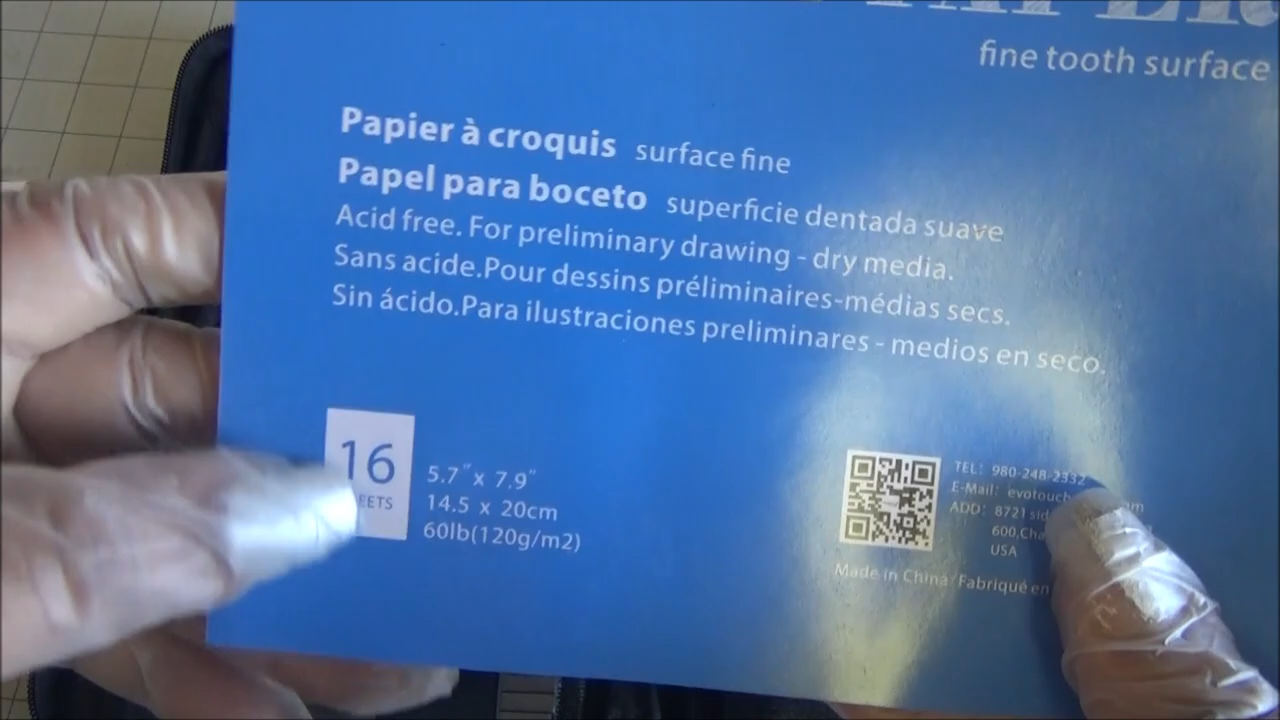 fine tooth surface
Papier à croquis surface fine
Papel para boceto superficie dentada suave
Acid free. For preliminary drawing - dry media.
Sans acide.Pour dessins préliminaires-médias secs.
Sin ácido.Para ilustraciones preliminares - medios en seco.
16
5.7" x 7.9"
14.5 x 20cm
60lb(120g/m2)
TEL: 980-248-2332
E-Mail:
ADD: 8721
600,
USA
Made in China/Fabriqué en